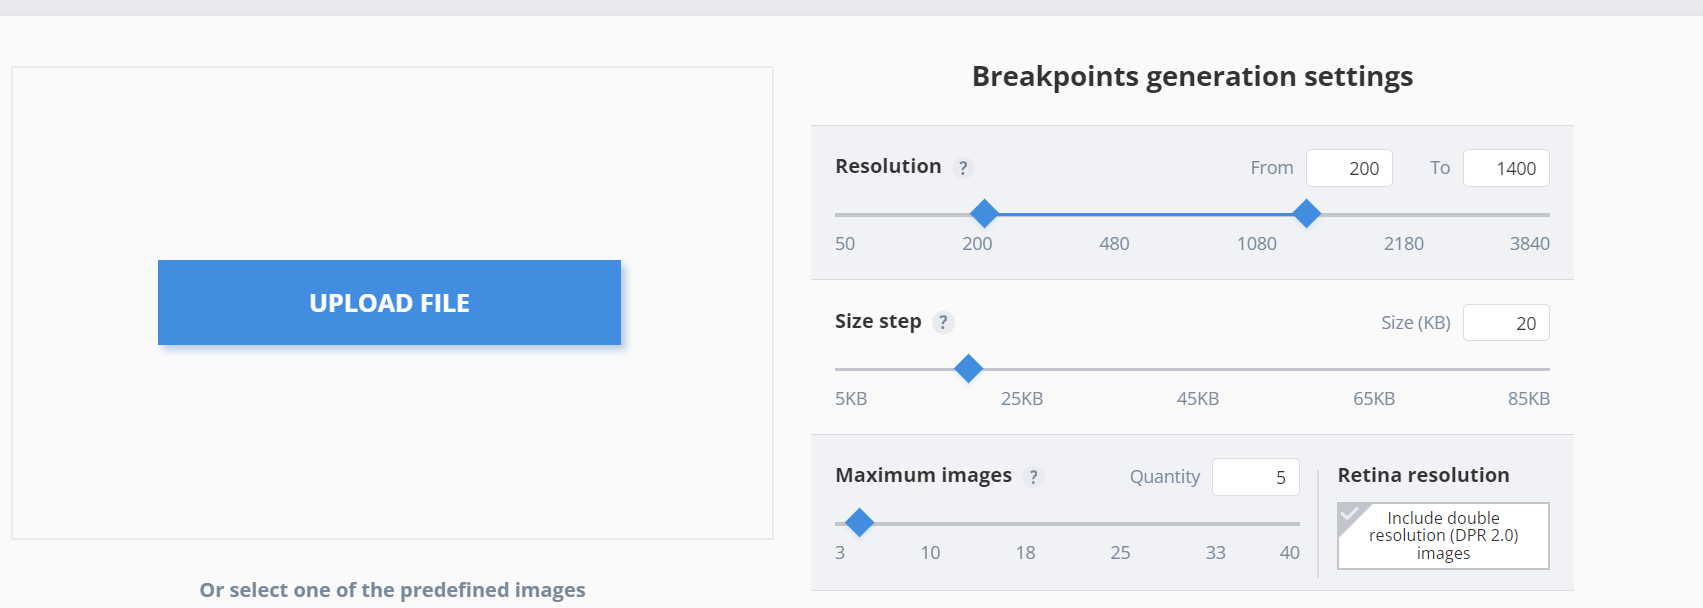 UPLOAD FILE
Or select one of the predefined images
Breakpoints generation settings
Resolution ? From 200 To 1400
50 200 480 1080 2180 3840
Size step ? Size (KB) 20
5KB 25KB 45KB 65KB 85KB
Maximum images ? Quantity 5
3 10 18 25 33 40
Retina resolution
Include double
resolution (DPR 2.0)
images